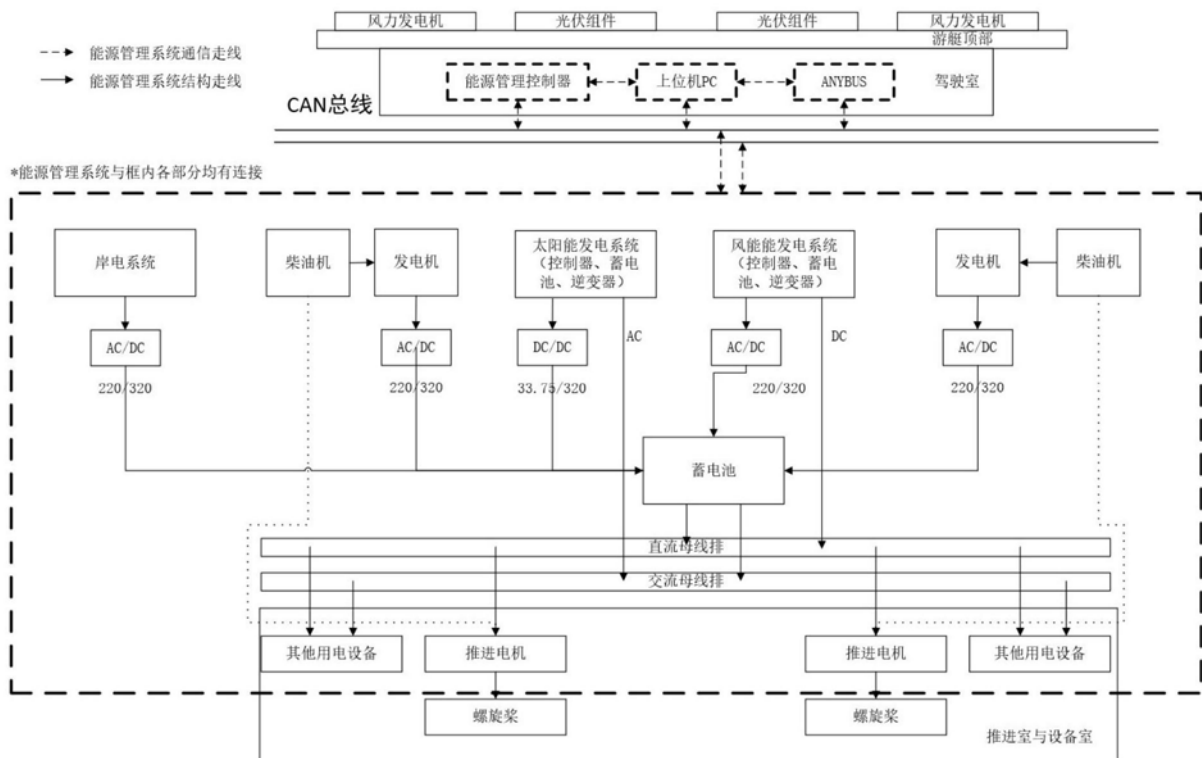 风力发电机
光伏组件
光伏组件
风力发电机
游艇顶部
能源管理系统通信走线
能源管理系统结构走线
能源管理控制器
上位机PC
ANYBUS
驾驶室
CAN总线
*能源管理系统与框内各部分均有连接
岸电系统
柴油机
发电机
太阳能发电系统
(控制器、蓄电
池、逆变器)
风能能发电系统
(控制器、蓄电
池、逆变器)
发电机
柴油机
AC/DC
AC/DC
DC/DC
AC
AC/DC
DC
AC/DC
220/320
220/320
33.75/320
220/320
220/320
蓄电池
直流母线排
交流母线排
其他用电设备
推进电机
推进电机
其他用电设备
螺旋桨
螺旋桨
推进室与设备室